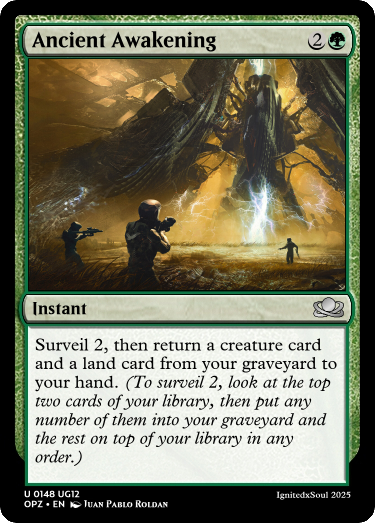 Ancient Awakening 2
Instant
Surveil 2, then return a creature card
and a land card from your graveyard to
your hand. (To surveil 2, look at the top
two cards of your library, then put any
number of them into your graveyard and
the rest on top of your library in any
order.)
U 0148 UG12
OPZ • EN Juan Pablo Roldan IgnitedxSoul 2025